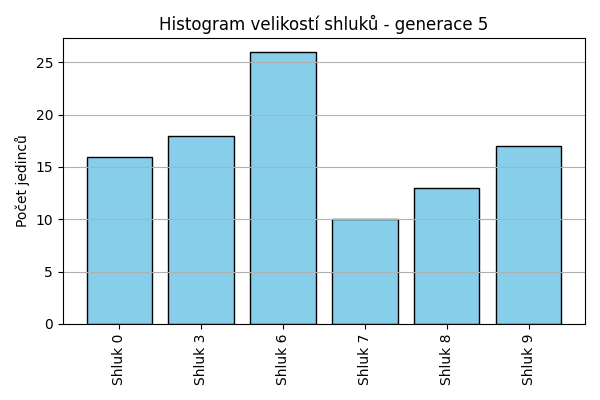 Histogram velikostí shluků - generace 5
Počet jedinců
25
20
15
10
5
0
Shluk 0
Shluk 3
Shluk 6
Shluk 7
Shluk 8
Shluk 9